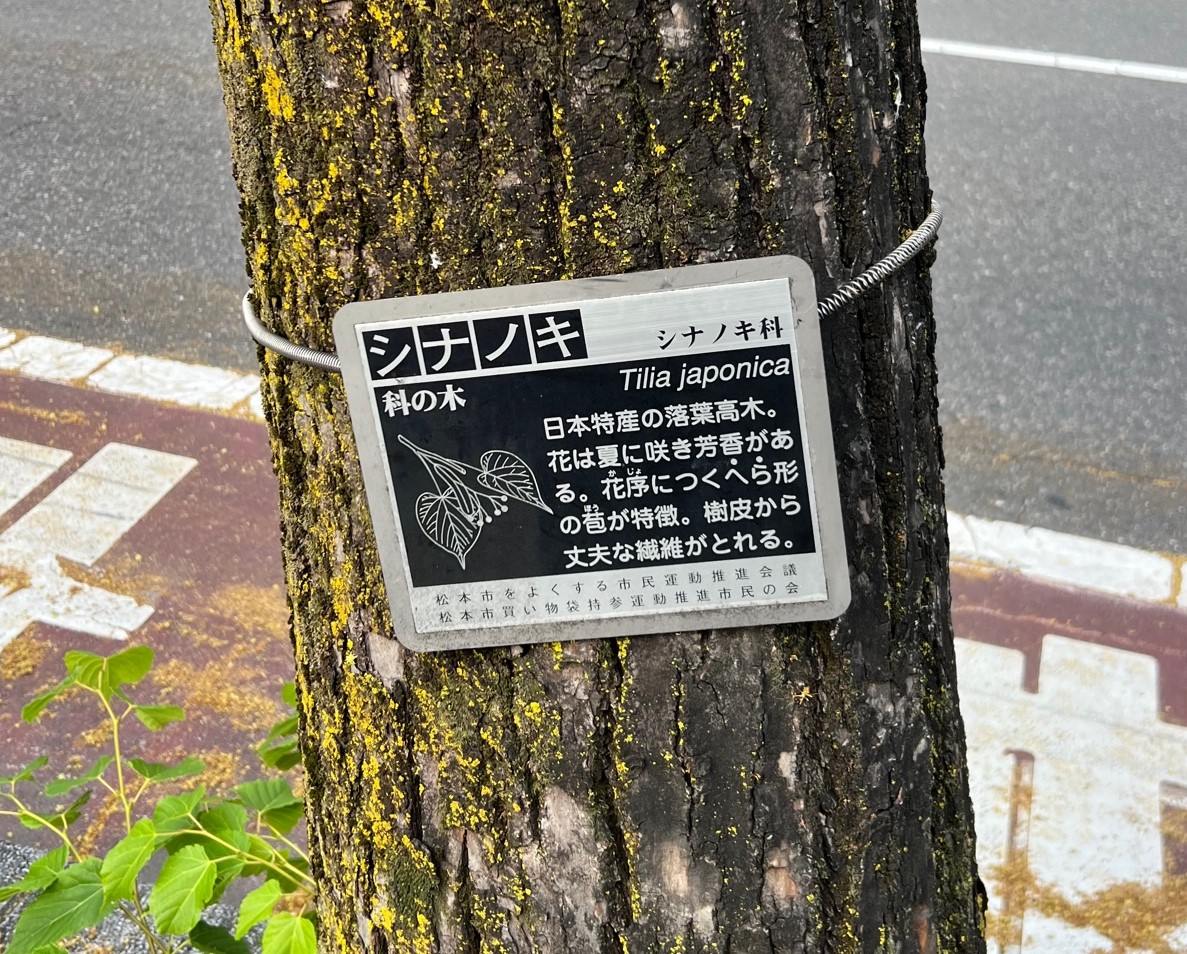 シナノキ
シナノキ科
Tilia japonica
科の木
日本特産の落葉高木。
花は夏に咲き芳香があ
る。花序につくへら形
の苞が特徴。樹皮から
丈夫な繊維がとれる。
松本市をよくする市民運動推進会議
松本市買い物袋持参運動推進市民の会